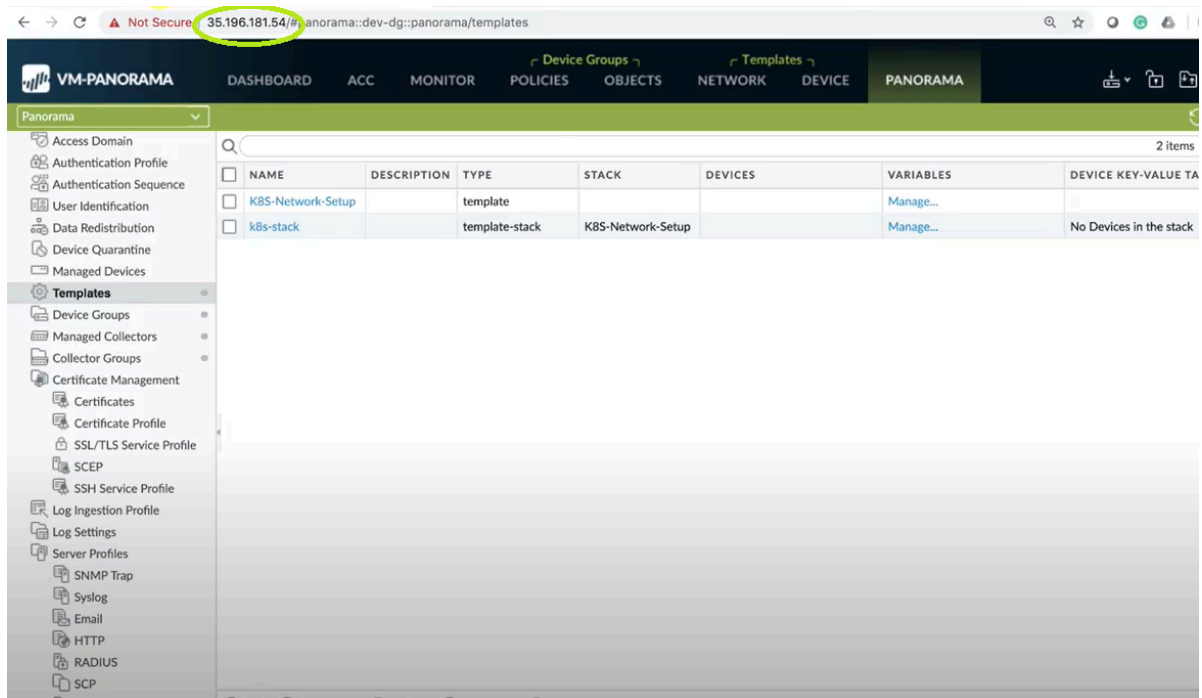 Not Secure 35.196.181.54/#panorama::dev-dg::panorama/templates
VM-PANORAMA
DASHBOARD ACC MONITOR
Device Groups
POLICIES OBJECTS
Templates
NETWORK DEVICE
PANORAMA
Panorama
Access Domain
Authentication Profile
Authentication Sequence
User Identification
Data Redistribution
Device Quarantine
Managed Devices
Templates
Device Groups
Managed Collectors
Collector Groups
Certificate Management
Certificates
Certificate Profile
SSL/TLS Service Profile
SCEP
SSH Service Profile
Log Ingestion Profile
Log Settings
Server Profiles
SNMP Trap
Syslog
Email
HTTP
RADIUS
SCP
2 items
NAME DESCRIPTION TYPE STACK DEVICES VARIABLES DEVICE KEY-VALUE TA
K8S-Network-Setup template Manage...
k8s-stack template-stack K8S-Network-Setup Manage... No Devices in the stack